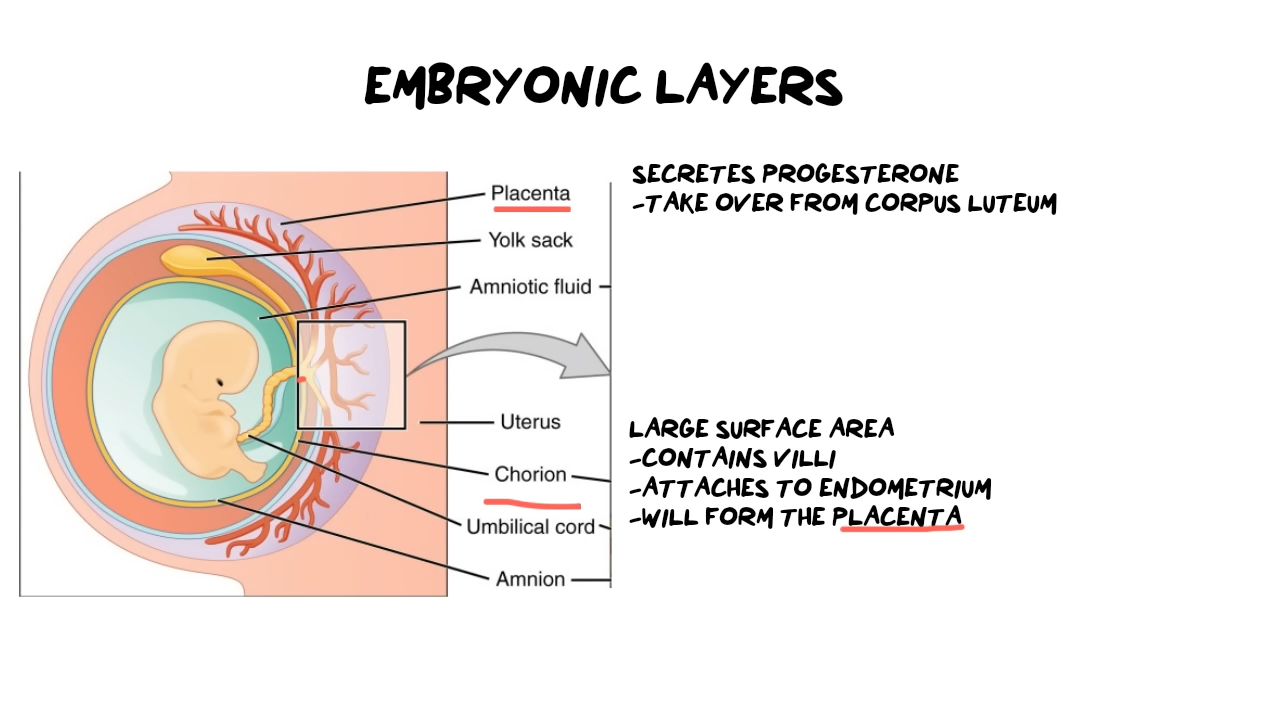 EMBRYONIC LAYERS
Placenta
Yolk sack
Amniotic fluid
Uterus
Chorion
Umbilical cord
Amnion
SECRETES PROGESTERONE
-TAKE OVER FROM CORPUS LUTEUM
LARGE SURFACE AREA
-CONTAINS VILLI
-ATTACHES TO ENDOMETRIUM
-WILL FORM THE PLACENTA